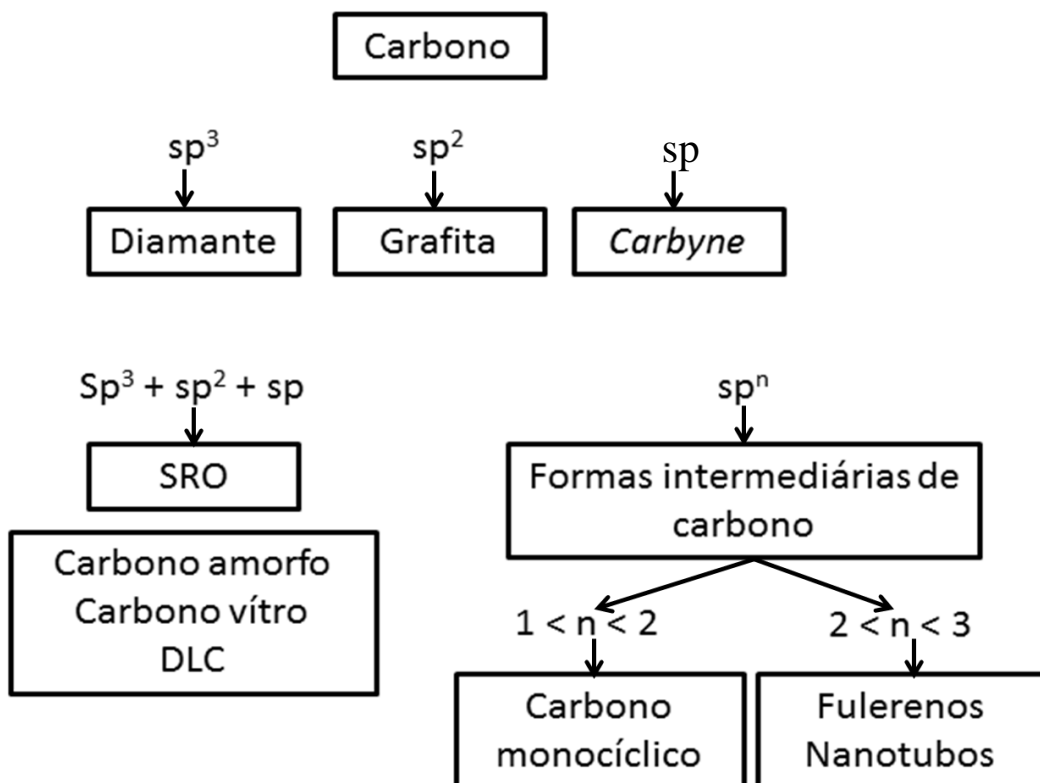 Carbono
sp³
sp²
sp
Diamante
Grafita
Carbyne
Sp³ + sp² + sp
SRO
Carbono amorfo
Carbono vítro
DLC
spⁿ
Formas intermediárias de
carbono
1 < n < 2
2 < n < 3
Carbono
monocíclico
Fulerenos
Nanotubos